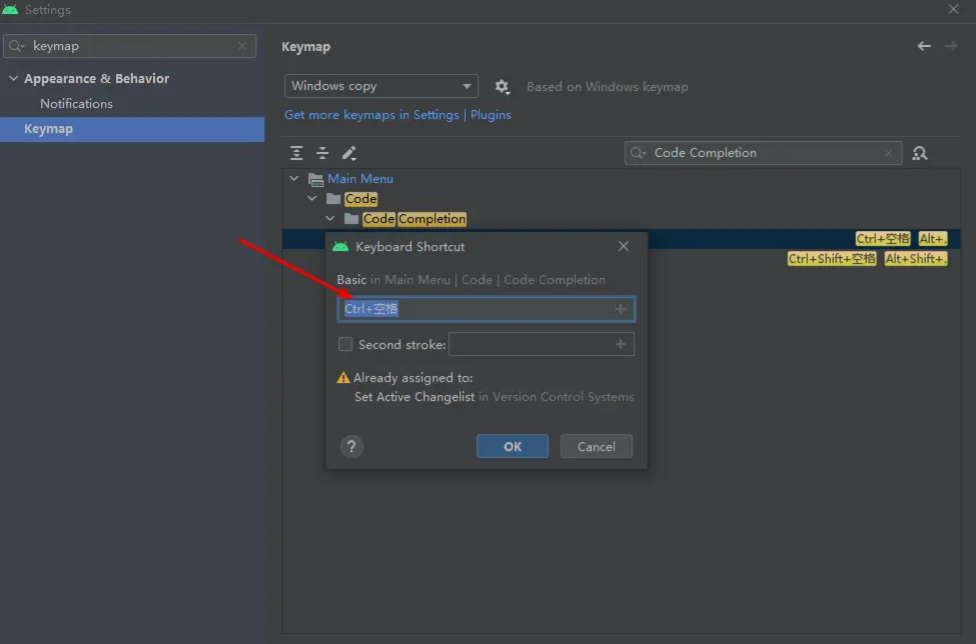 Settings
keymap
Appearance & Behavior
Notifications
Keymap
Keymap
Windows copy
Based on Windows keymap
Get more keymaps in Settings | Plugins
Code Completion
Main Menu
Code
Code Completion
Ctrl+空格 Alt+.
Ctrl+Shift+空格 Alt+Shift+.
Keyboard Shortcut
Basic in Main Menu | Code | Code Completion
Ctrl+空格
Second stroke:
Already assigned to:
Set Active Changelist in Version Control Systems
?
OK
Cancel